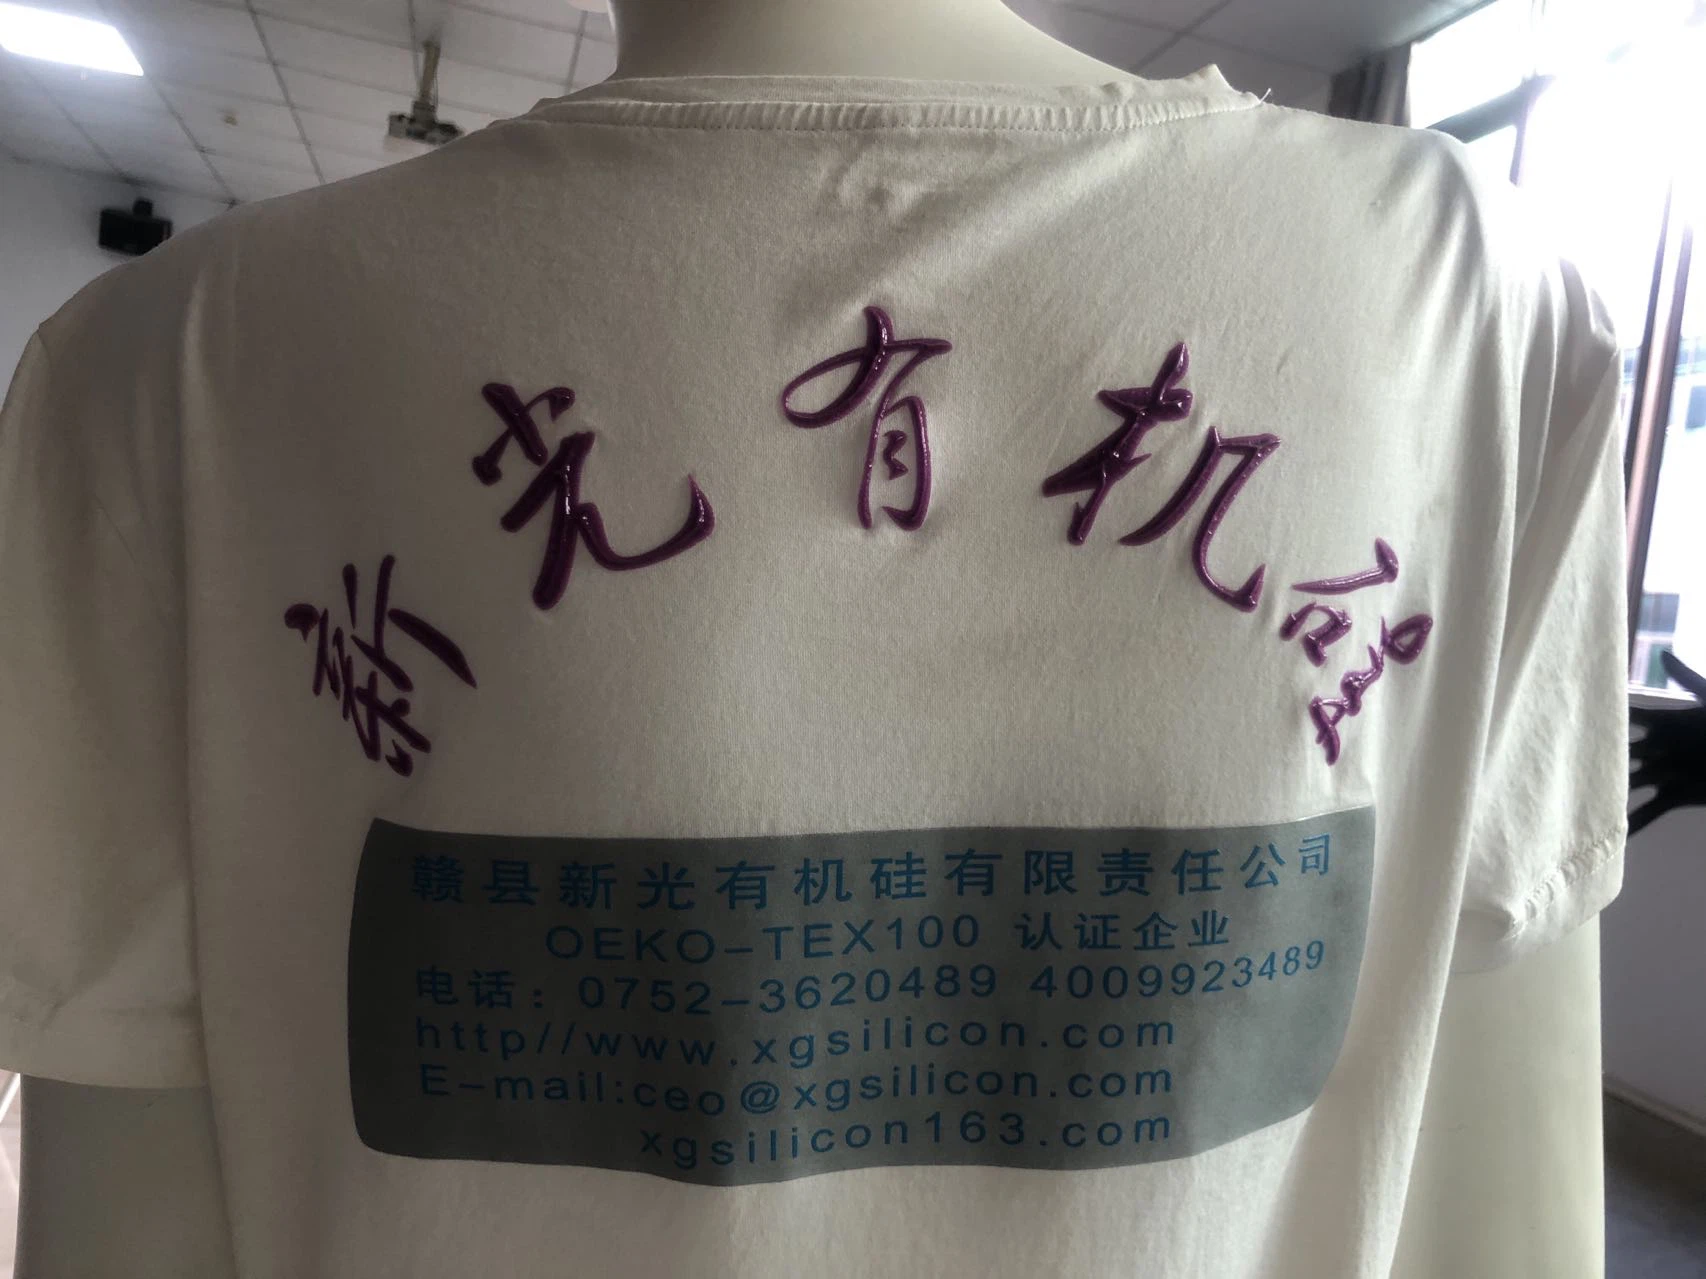 新光有机硅
赣县新光有机硅有限责任公司
OEKO-TEX100 认证企业
电话：0752-3620489 4009923489
http//www.xgsilicon.com
E-mail:ceo@xgsilicon.com
xgsilicon163.com